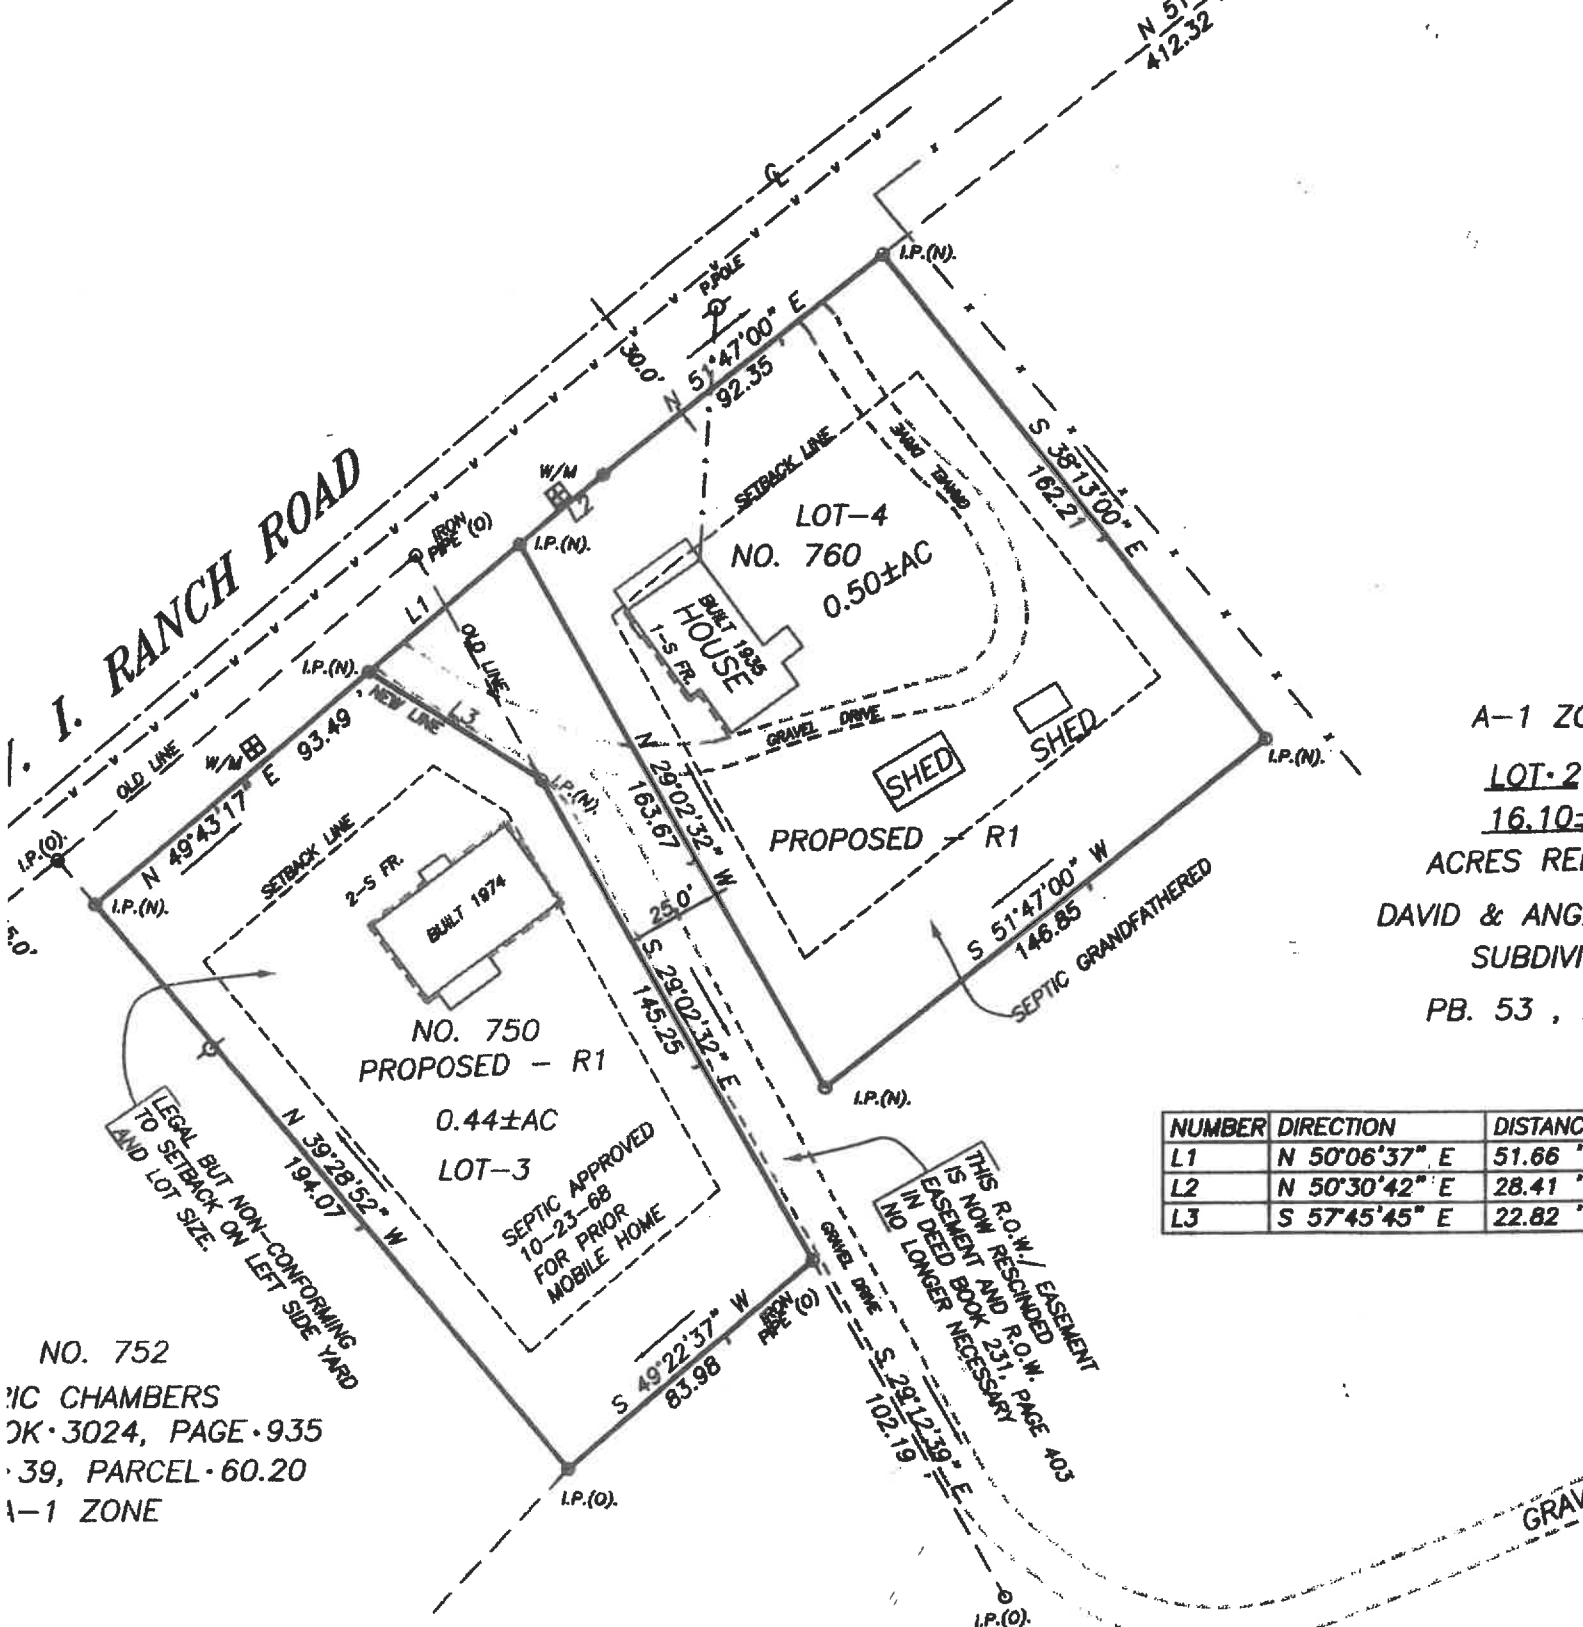 N 51
412.32
℄
I. RANCH ROAD
P.POLE
30.0'
I.P.(N).
N 51°47'00" E
92.35
W/M
L2
IRON
PIPE (O)
I.P.(N).
L1
OLD LINE
I.P.(N).
NEW LINE
L3
I.P.(N).
W/M
OLD LINE
N 49°43'17" E 93.49
I.P.(O).
I.P.(N).
5.0'
SETBACK LINE
LOT-4
NO. 760
0.50±AC
GRAVEL DRIVE
S 38°13'00" E
162.21
BUILT 1935
HOUSE
1-S FR.
GRAVEL DRIVE
SHED
SHED
PROPOSED - R1
I.P.(N).
N 29°02'32" W
163.67
S 51°47'00" W
146.85
SEPTIC GRANDFATHERED
I.P.(N).
25.0'
S 29°02'32" E
145.25
SETBACK LINE
2-S FR.
BUILT 1974
NO. 750
PROPOSED - R1
0.44±AC
LOT-3
SEPTIC APPROVED
10-23-68
FOR PRIOR
MOBILE HOME
LEGAL BUT NON-CONFORMING
TO SETBACK ON LEFT SIDE YARD
AND LOT SIZE.
N 39°28'52" W
194.07
S 49°22'37" W
83.98
IRON
PIPE (O)
I.P.(O).
GRAVEL DRIVE
S 29°12'39" E
102.19
I.P.(O).
THIS R.O.W./ EASEMENT
IS NOW RESCINDED
EASEMENT AND R.O.W.
IN DEED BOOK 231, PAGE 403
NO LONGER NECESSARY
GRAV
A-1 ZO
LOT·2
16.10±
ACRES RE
DAVID & ANG
SUBDIVI
PB. 53 ,
NUMBER DIRECTION DISTANC
L1 N 50°06'37" E 51.66 '
L2 N 50°30'42" E 28.41 '
L3 S 57°45'45" E 22.82 '
NO. 752
IC CHAMBERS
OK·3024, PAGE·935
·39, PARCEL·60.20
A-1 ZONE